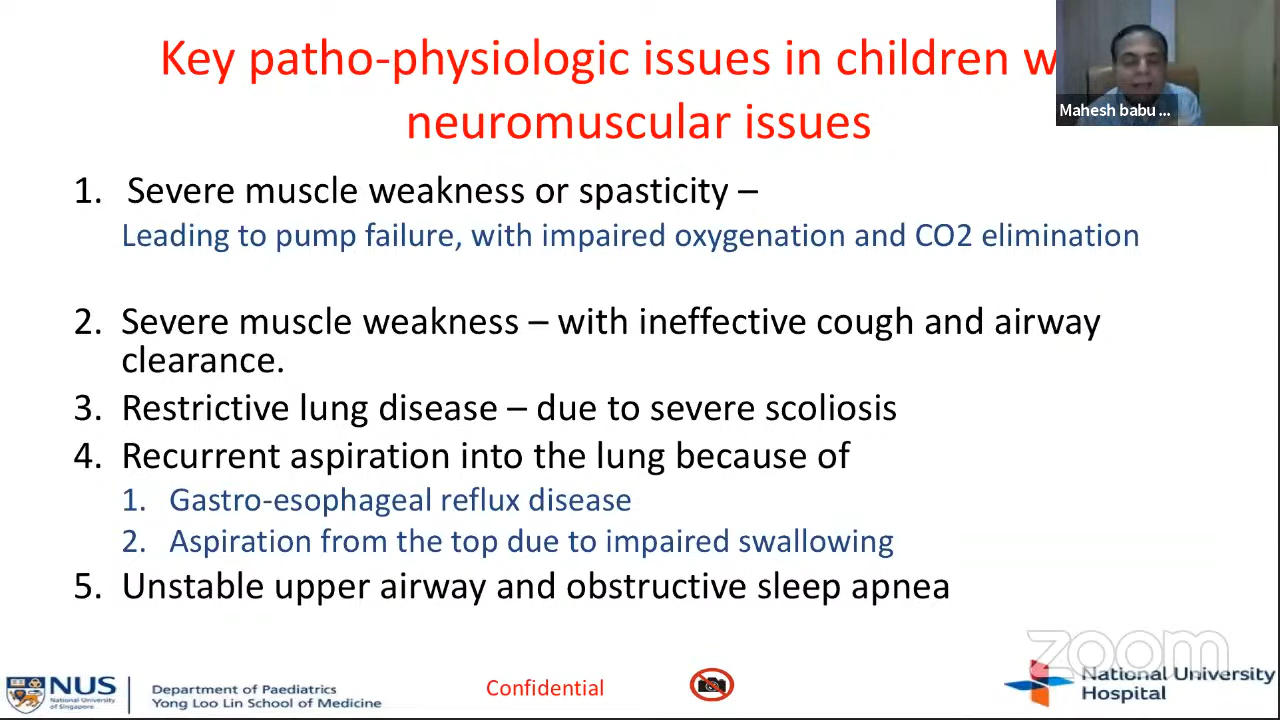 Key patho-physiologic issues in children w
neuromuscular issues
Mahesh babu ...
1. Severe muscle weakness or spasticity –
Leading to pump failure, with impaired oxygenation and CO2 elimination
2. Severe muscle weakness – with ineffective cough and airway
clearance.
3. Restrictive lung disease – due to severe scoliosis
4. Recurrent aspiration into the lung because of
1. Gastro-esophageal reflux disease
2. Aspiration from the top due to impaired swallowing
5. Unstable upper airway and obstructive sleep apnea
zoom
NUS
National University
of Singapore
Department of Paediatrics
Yong Loo Lin School of Medicine
Confidential
National University
Hospital